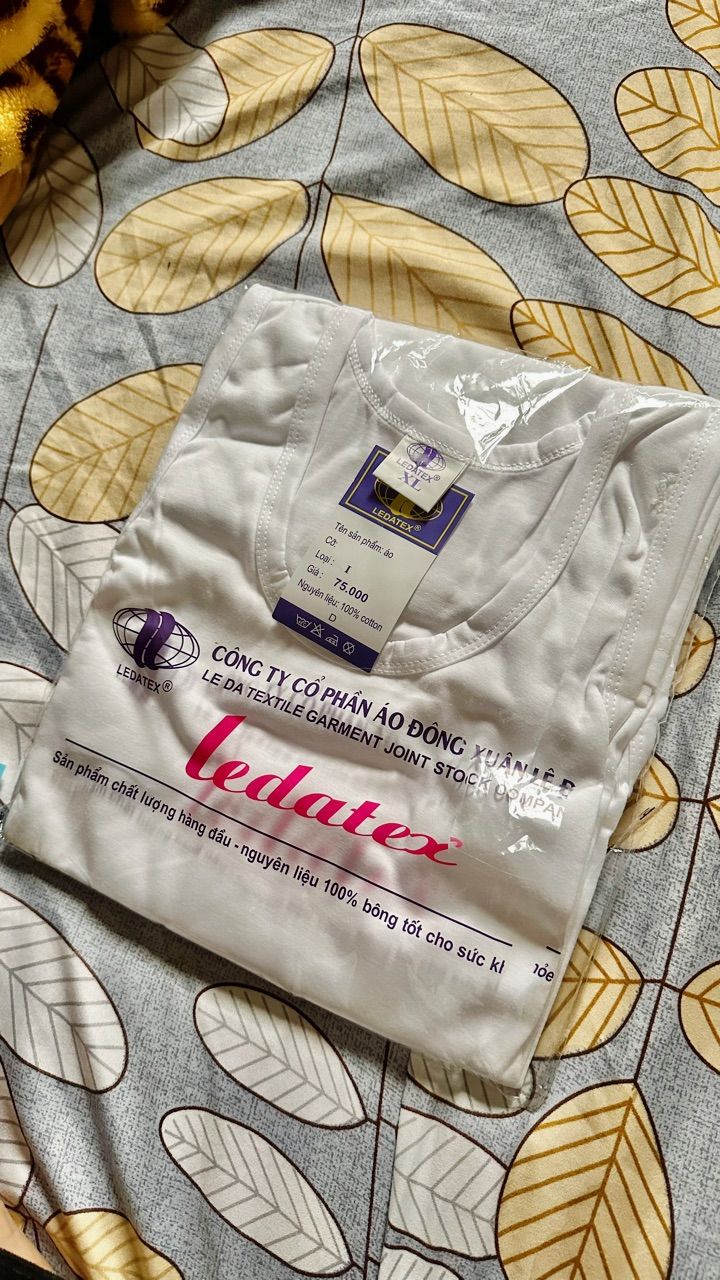 LEDATEX®
XL
LEDATEX®
Tên sản phẩm: áo
Cỡ:
Loại: I
Giá: 75.000
Nguyên liệu: 100% cotton
D
LEDATEX®
CÔNG TY CỔ PHẦN ÁO ĐÔNG XUÂN LÊ Đ
LE DA TEXTILE GARMENT JOINT STOCK COMPAN
ledatex
Sản phẩm chất lượng hàng đầu - nguyên liệu 100% bông tốt cho sức